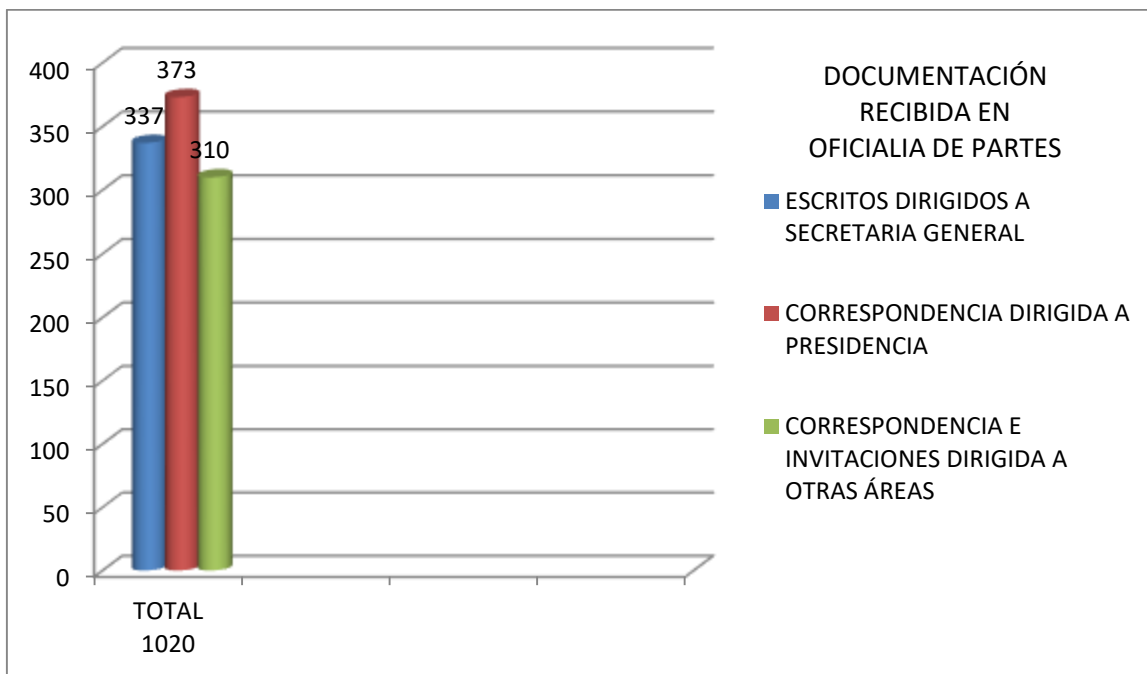 400
350
300
250
200
150
100
50
0
337
373
310
TOTAL
1020
DOCUMENTACIÓN
RECIBIDA EN
OFICIALIA DE PARTES
ESCRITOS DIRIGIDOS A
SECRETARIA GENERAL
CORRESPONDENCIA DIRIGIDA A
PRESIDENCIA
CORRESPONDENCIA E
INVITACIONES DIRIGIDA A
OTRAS ÁREAS